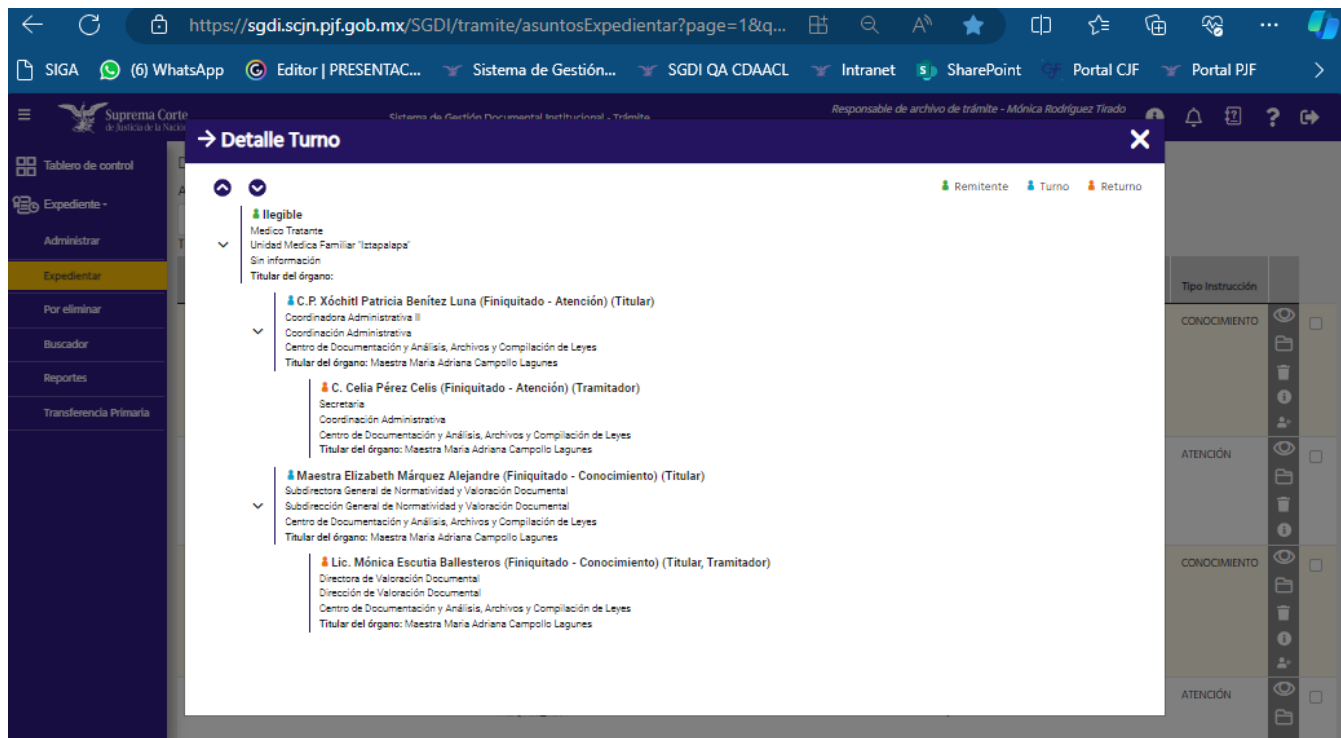 https://sgdi.scjn.pjf.gob.mx/SGDI/tramite/asuntosExpedientar?page=1&q...
SIGA
(6) WhatsApp
Editor | PRESENTAC...
Sistema de Gestión...
SGDI QA CDAACL
Intranet
SharePoint
Portal CJF
Portal PJF
Suprema Corte
de Justicia de la Nación
Sistema de Gestión Documental Institucional - Trámite
Responsable de archivo de trámite - Mónica Rodríguez Tirado
Tablero de control
Expediente -
Administrar
Expedientar
Por eliminar
Buscador
Reportes
Transferencia Primaria
→ Detalle Turno
Remitente Turno Returno
Ilegible
Medico Tratante
Unidad Medica Familiar "Iztapalapa"
Sin información
Titular del órgano:
C.P. Xóchitl Patricia Benítez Luna (Finiquitado - Atención) (Titular)
Coordinadora Administrativa II
Coordinación Administrativa
Centro de Documentación y Análisis, Archivos y Compilación de Leyes
Titular del órgano: Maestra Maria Adriana Campollo Lagunes
C. Celia Pérez Celis (Finiquitado - Atención) (Tramitador)
Secretaria
Coordinación Administrativa
Centro de Documentación y Análisis, Archivos y Compilación de Leyes
Titular del órgano: Maestra Maria Adriana Campollo Lagunes
Maestra Elizabeth Márquez Alejandre (Finiquitado - Conocimiento) (Titular)
Subdirectora General de Normatividad y Valoración Documental
Subdirección General de Normatividad y Valoración Documental
Centro de Documentación y Análisis, Archivos y Compilación de Leyes
Titular del órgano: Maestra Maria Adriana Campollo Lagunes
Lic. Mónica Escutia Ballesteros (Finiquitado - Conocimiento) (Titular, Tramitador)
Directora de Valoración Documental
Dirección de Valoración Documental
Centro de Documentación y Análisis, Archivos y Compilación de Leyes
Titular del órgano: Maestra Maria Adriana Campollo Lagunes
Tipo Instrucción
CONOCIMIENTO
ATENCIÓN
CONOCIMIENTO
ATENCIÓN